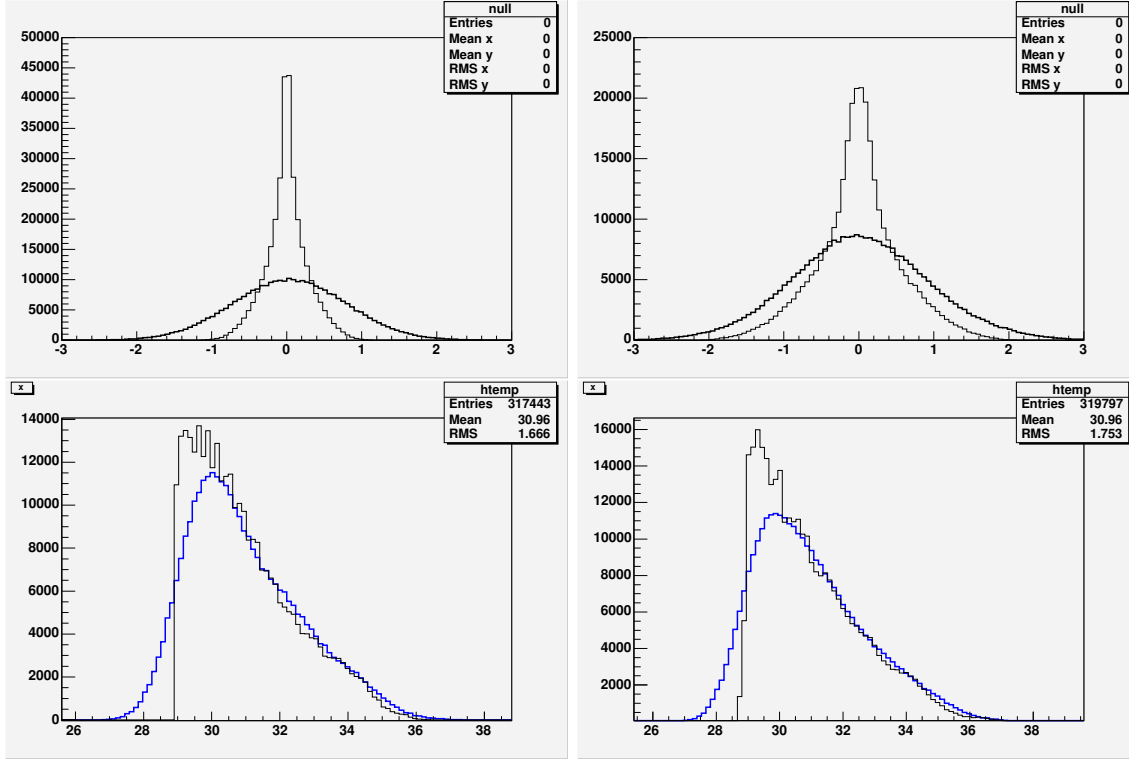 null
Entries 0
Mean x 0
Mean y 0
RMS x 0
RMS y 0
50000
45000
40000
35000
30000
25000
20000
15000
10000
5000
0
-3 -2 -1 0 1 2 3
null
Entries 0
Mean x 0
Mean y 0
RMS x 0
RMS y 0
25000
20000
15000
10000
5000
0
-3 -2 -1 0 1 2 3
x
htemp
Entries 317443
Mean 30.96
RMS 1.666
14000
12000
10000
8000
6000
4000
2000
0
26 28 30 32 34 36 38
x
htemp
Entries 319797
Mean 30.96
RMS 1.753
16000
14000
12000
10000
8000
6000
4000
2000
26 28 30 32 34 36 38